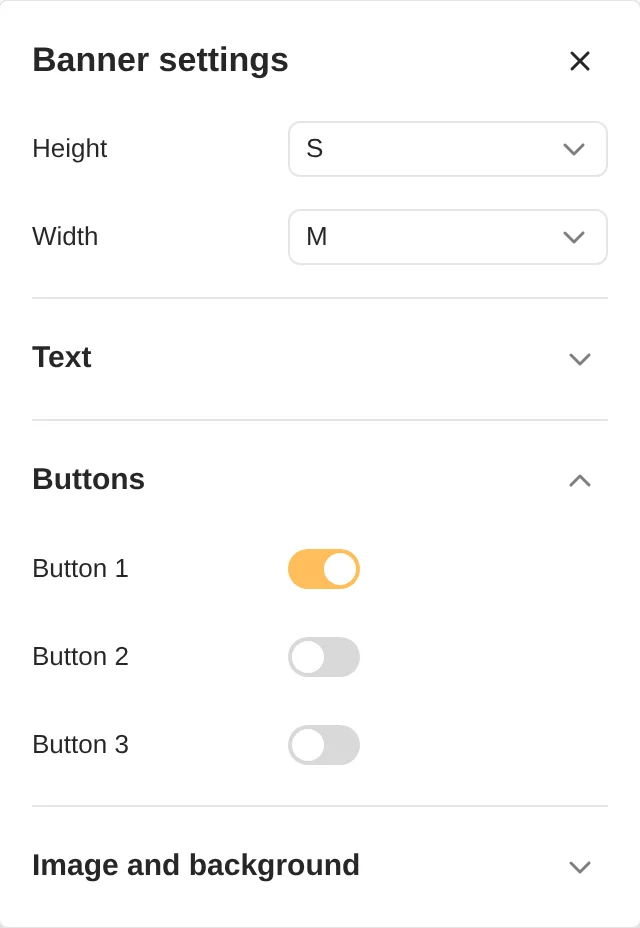 Banner settings
Height
S
Width
M
Text
Buttons
Button 1
Button 2
Button 3
Image and background